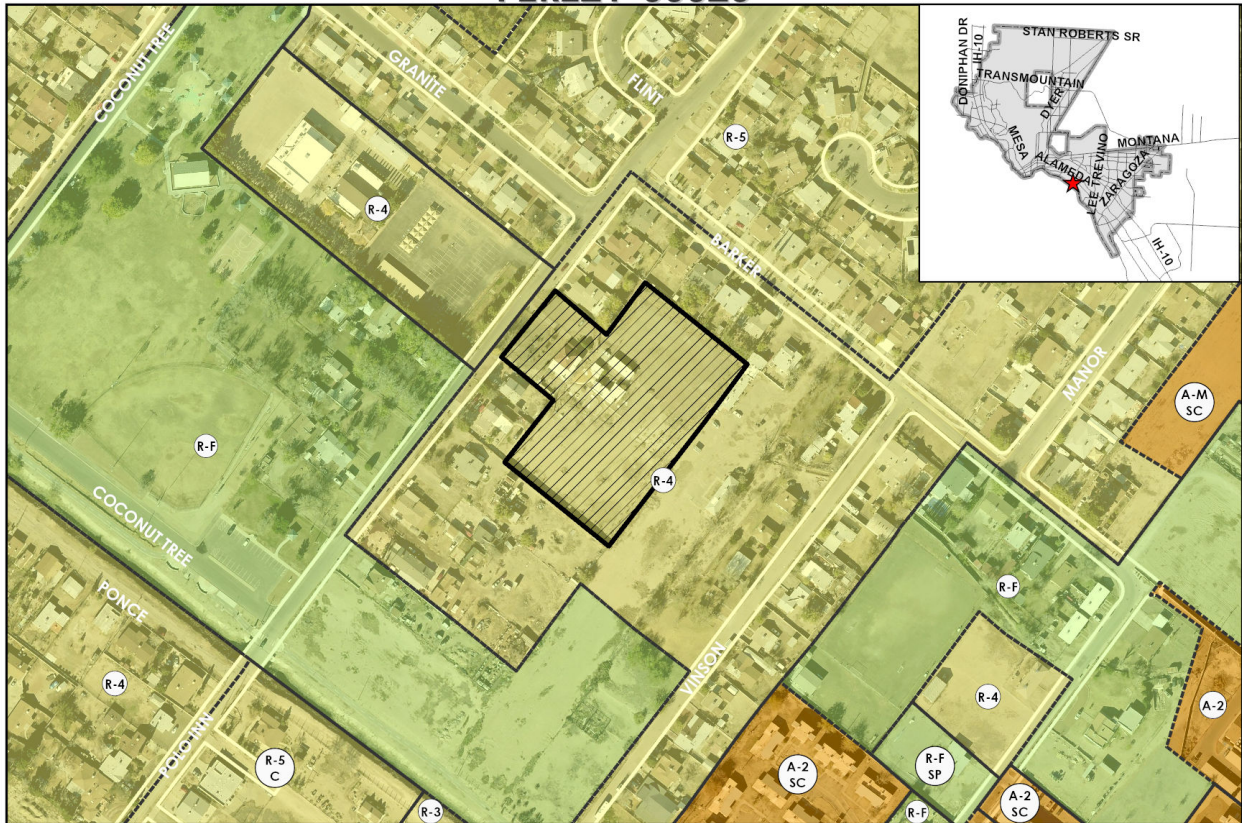 COCONUT TREE
GRANITE
FLINT
R-5
R-4
BARKER
MANOR
A-M
SC
R-F
R-4
COCONUT TREE
PONCE
R-F
R-4
VINSON
R-4
A-2
POLO INN
R-5
C
A-2
SC
R-F
SP
R-3
R-F
A-2
SC
DONIPHAN DR
IH-10
STAN ROBERTS SR
TRANSMOUNTAIN
DYER
MESA
MONTANA
ALAMEDA
LEE TREVINO
ZARAGOZA
IH-10